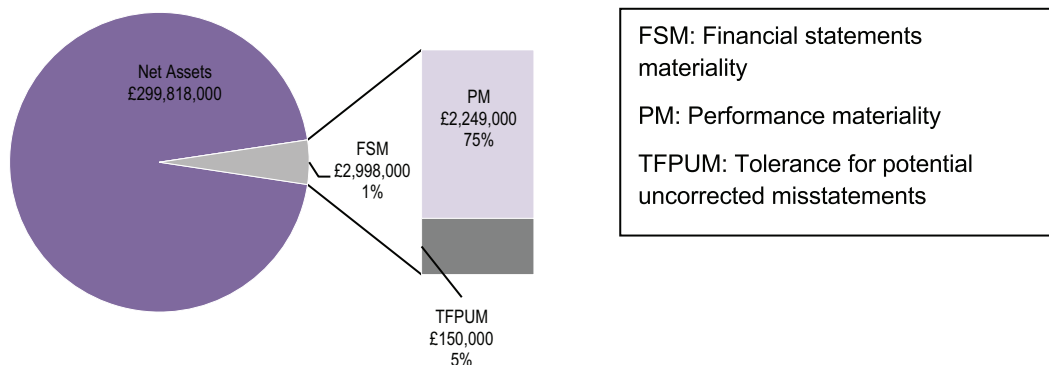 Net Assets
£299,818,000
FSM
£2,998,000
1%
PM
£2,249,000
75%
TFPUM
£150,000
5%
FSM: Financial statements
materiality
PM: Performance materiality
TFPUM: Tolerance for potential
uncorrected misstatements